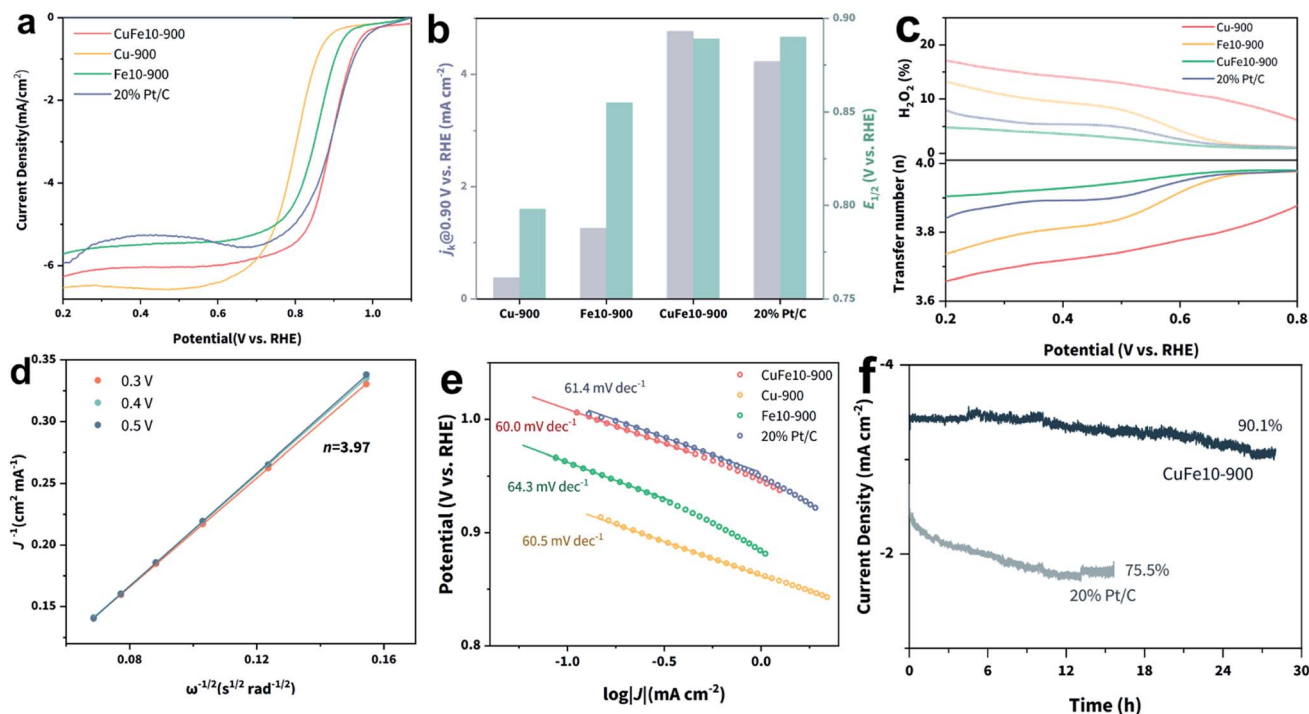 a
CuFe10-900
Cu-900
Fe10-900
20% Pt/C
Current Density(mA/cm²)
0
-2
-4
-6
0.2
0.4
0.6
0.8
1.0
Potential(V vs. RHE)
b
jk@0.90 V vs. RHE (mA cm⁻²)
4
2
0
0.90
0.85
0.80
0.75
E1/2 (V vs. RHE)
Cu-900
Fe10-900
CuFe10-900
20% Pt/C
c
Cu-900
Fe10-900
CuFe10-900
20% Pt/C
H₂O₂ (%)
20
10
0
Transfer number (n)
4.0
3.8
3.6
0.2
0.4
0.6
0.8
Potential (V vs. RHE)
d
0.3 V
0.4 V
0.5 V
n=3.97
J⁻¹(cm² mA⁻¹)
0.35
0.30
0.25
0.20
0.15
0.08
0.12
0.16
ω⁻¹/²(s¹/² rad⁻¹/²)
e
CuFe10-900
Cu-900
Fe10-900
20% Pt/C
61.4 mV dec⁻¹
60.0 mV dec⁻¹
64.3 mV dec⁻¹
60.5 mV dec⁻¹
Potential (V vs. RHE)
1.0
0.9
0.8
-1.0
-0.5
0.0
log|J|(mA cm⁻²)
f
90.1%
CuFe10-900
75.5%
20% Pt/C
Current Density (mA cm⁻²)
-4
-2
0
6
12
18
24
30
Time (h)